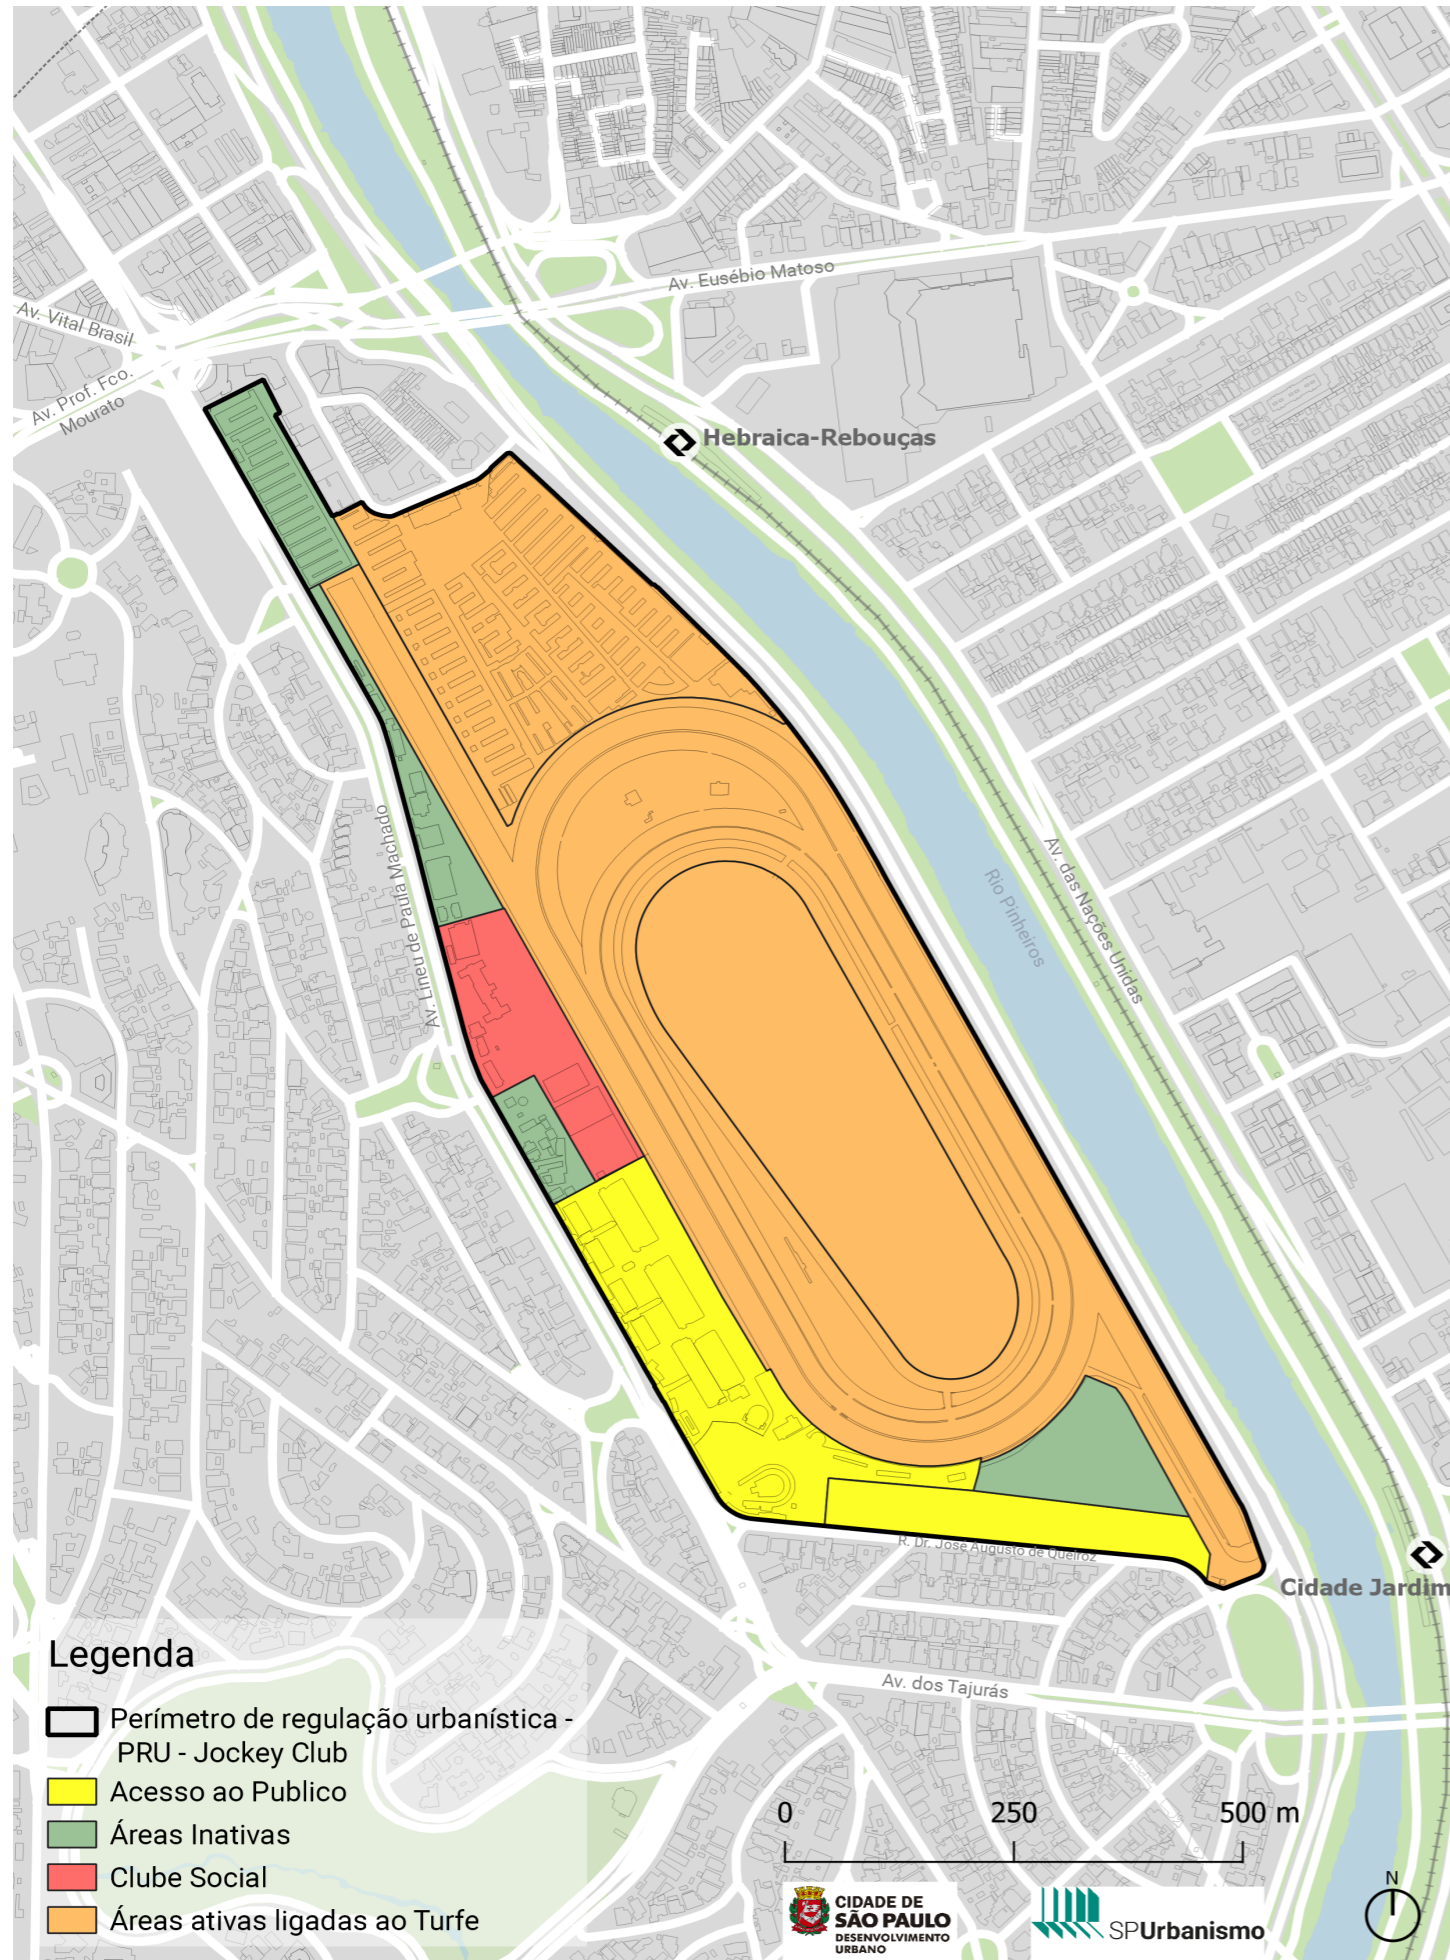 Av. Eusébio Matoso
Av. Vital Brasil
Av. Prof. Fco.
Mourato
Hebraica-Rebouças
Av. Lineu de Paula Machado
Av. das Nações Unidas
Rio Pinheiros
R. Dr. José Augusto de Queiroz
Cidade Jardim
Av. dos Tajurás
Legenda
Perímetro de regulação urbanística -
PRU - Jockey Club
Acesso ao Publico
Áreas Inativas
Clube Social
Áreas ativas ligadas ao Turfe
0 250 500 m
CIDADE DE
SÃO PAULO
DESENVOLVIMENTO
URBANO
SPUrbanismo
N